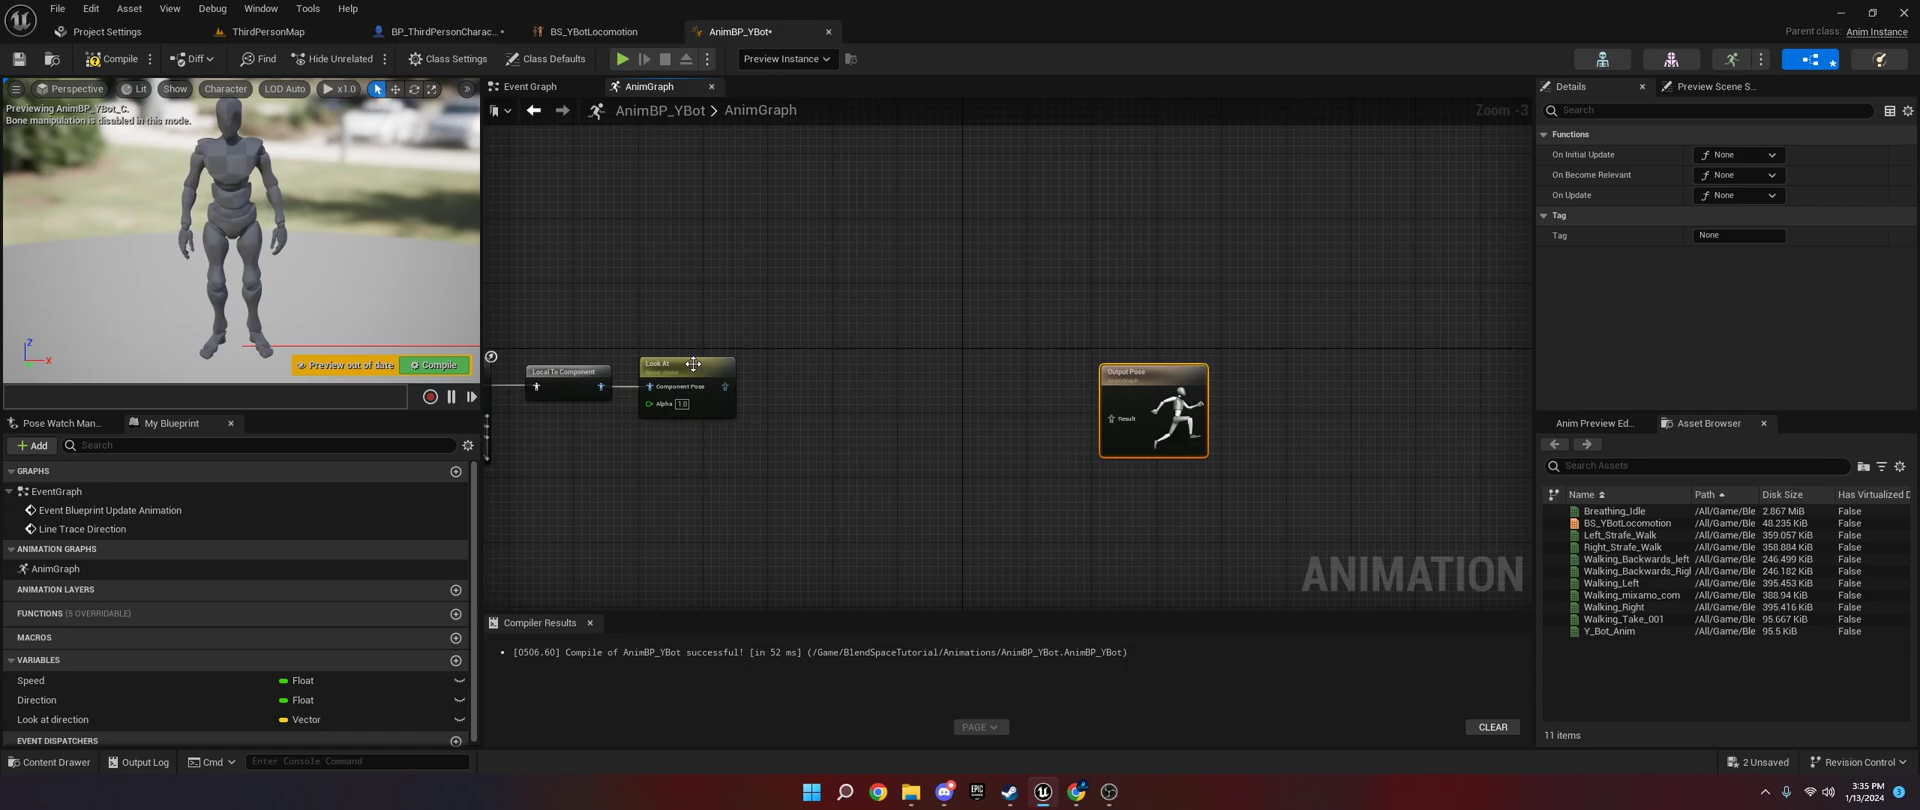 File Edit Asset View Debug Window Tools Help
Project Settings ThirdPersonMap BP_ThirdPersonCharac...• BS_YBotLocomotion AnimBP_YBot•
Parent class: Anim Instance
Compile Diff Find Hide Unrelated Class Settings Class Defaults Preview Instance
Perspective Lit Show Character LOD Auto x1.0
Previewing AnimBP_YBot_C.
Bone manipulation is disabled in this mode.
Z
X
Preview out of date Compile
Event Graph AnimGraph
AnimBP_YBot > AnimGraph
Zoom -3
Local To Component
Look At
Component Pose
Alpha 1.0
Output Pose
AnimGraph
Result
ANIMATION
Compiler Results
• [0506.60] Compile of AnimBP_YBot successful! [in 52 ms] (/Game/BlendSpaceTutorial/Animations/AnimBP_YBot.AnimBP_YBot)
PAGE
CLEAR
Pose Watch Man... My Blueprint
Add Search
GRAPHS
EventGraph
Event Blueprint Update Animation
Line Trace Direction
ANIMATION GRAPHS
AnimGraph
ANIMATION LAYERS
FUNCTIONS (5 OVERRIDABLE)
MACROS
VARIABLES
Speed Float
Direction Float
Look at direction Vector
EVENT DISPATCHERS
Details Preview Scene S...
Search
Functions
On Initial Update None
On Become Relevant None
On Update None
Tag
Tag None
Anim Preview Ed... Asset Browser
Search Assets
Name Path Disk Size Has Virtualized D
Breathing_Idle /All/Game/Ble 2.867 MiB False
BS_YBotLocomotion /All/Game/Ble 48.235 KiB False
Left_Strafe_Walk /All/Game/Ble 359.057 KiB False
Right_Strafe_Walk /All/Game/Ble 358.884 KiB False
Walking_Backwards_left /All/Game/Ble 246.499 KiB False
Walking_Backwards_Righ /All/Game/Ble 246.182 KiB False
Walking_Left /All/Game/Ble 395.453 KiB False
Walking_mixamo_com /All/Game/Ble 388.94 KiB False
Walking_Right /All/Game/Ble 395.416 KiB False
Walking_Take_001 /All/Game/Ble 95.667 KiB False
Y_Bot_Anim /All/Game/Ble 95.5 KiB False
11 items
Content Drawer Output Log Cmd Enter Console Command
2 Unsaved Revision Control
EPIC
3:35 PM
1/13/2024
3